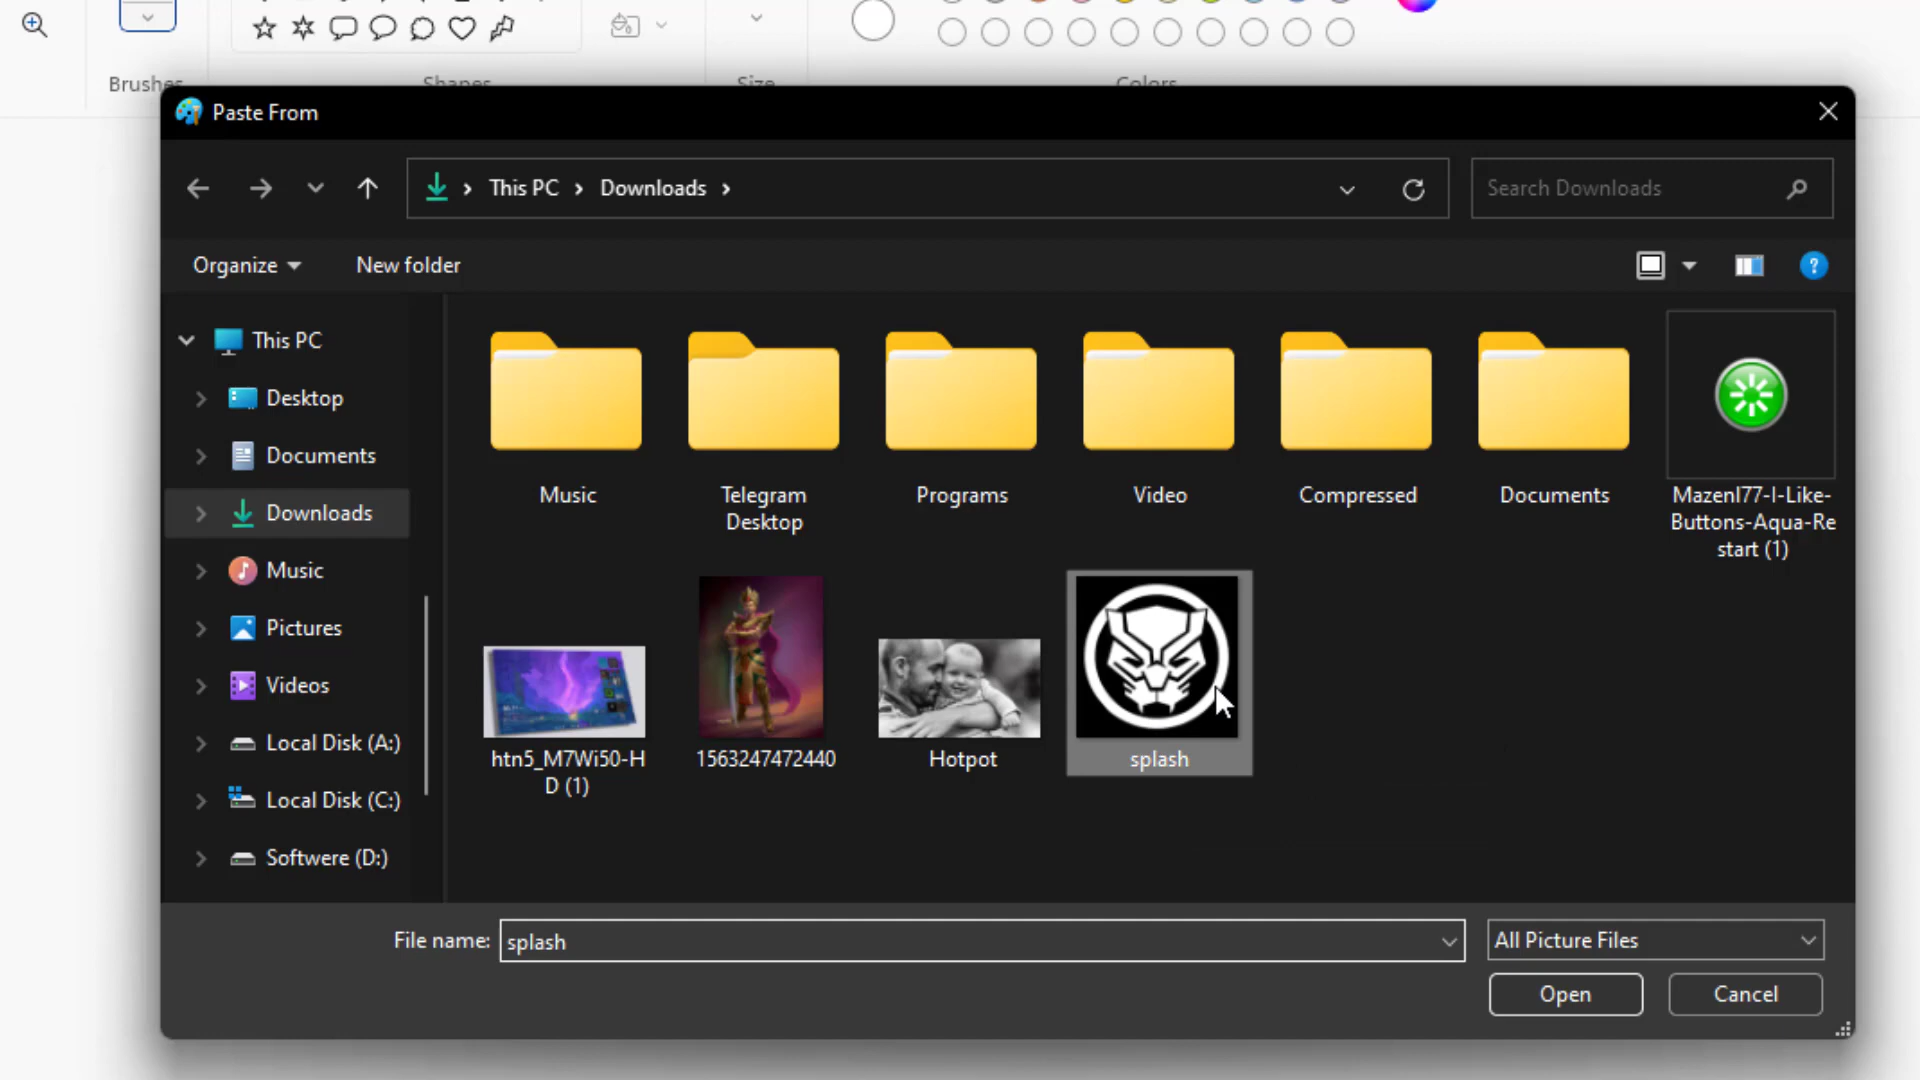 Brushes
Shapes
Size
Colors
Paste From
This PC
Downloads
Search Downloads
Organize
New folder
This PC
Desktop
Documents
Downloads
Music
Pictures
Videos
Local Disk (A:)
Local Disk (C:)
Softwere (D:)
Music
Telegram
Desktop
Programs
Video
Compressed
Documents
MazenI77-I-Like-
Buttons-Aqua-Re
start (1)
htn5_M7Wi50-H
D (1)
1563247472440
Hotpot
splash
File name:
splash
All Picture Files
Open
Cancel